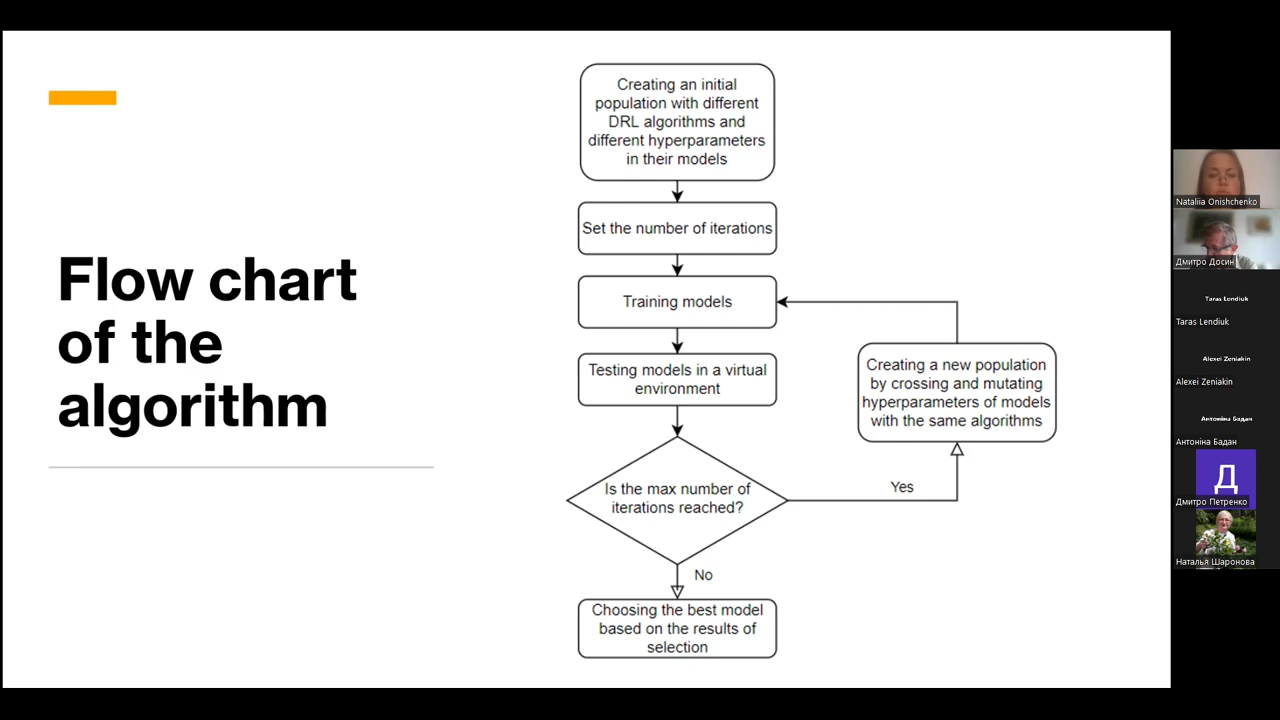 Flow chart
of the
algorithm
Creating an initial
population with different
DRL algorithms and
different hyperparameters
in their models
Set the number of iterations
Training models
Testing models in a virtual
environment
Is the max number of
iterations reached?
Yes
Creating a new population
by crossing and mutating
hyperparameters of models
with the same algorithms
No
Choosing the best model
based on the results of
selection
Nataliia Onishchenko
Дмитро Досин
Taras Lendiuk
Taras Lendiuk
Alexei Zeniakin
Alexei Zeniakin
Антоніна Бадан
Антоніна Бадан
Д
Дмитро Петренко
Наталья Шаронова